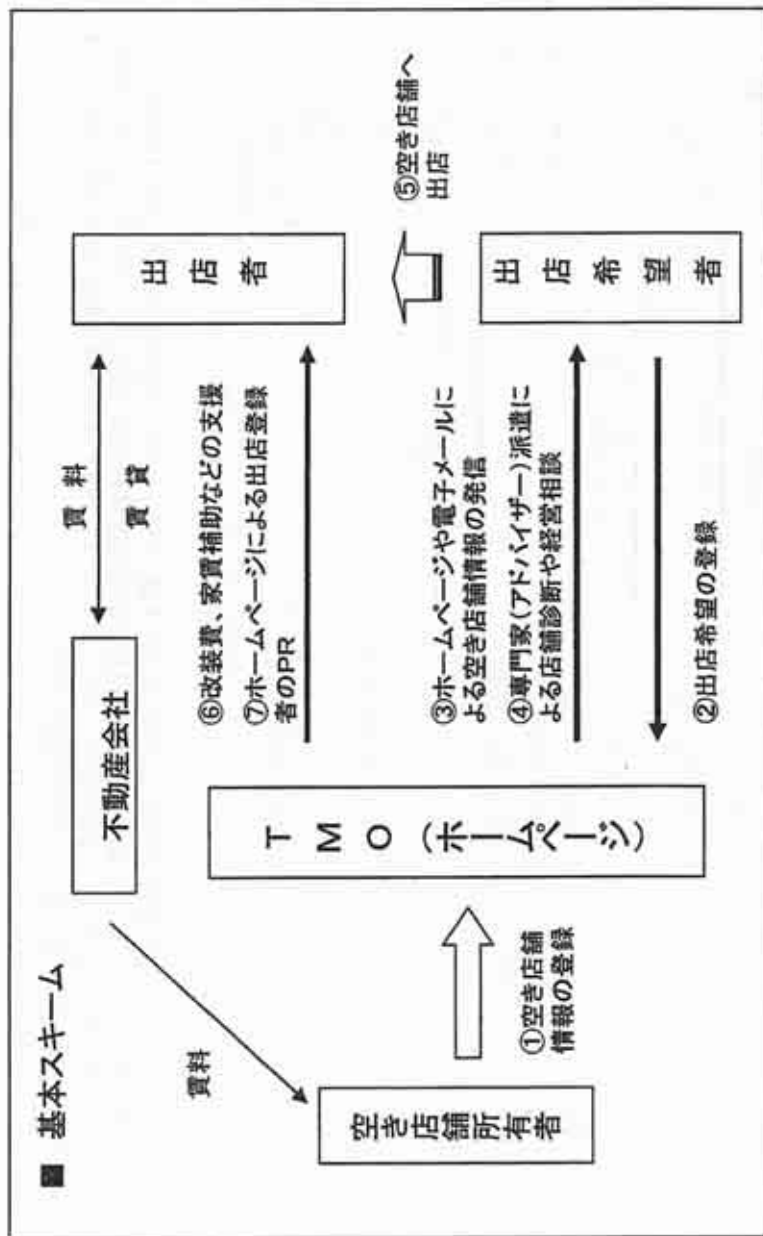 ■ 基本スキーム
不動産会社
賃料
賃貸
賃料
空き店舗所有者
①空き店舗
情報の登録
TMO(ホームページ)
⑥改装費、家賃補助などの支援
⑦ホームページによる出店登録
者のPR
出店者
③ホームページや電子メールに
よる空き店舗情報の発信
④専門家(アドバイザー)派遣に
よる店舗診断や経営相談
②出店希望の登録
⑤空き店舗へ
出店
出店希望者